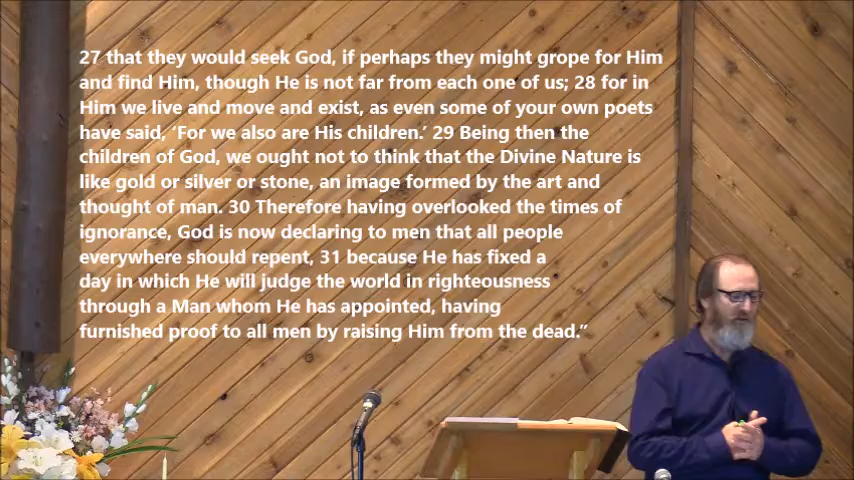 27 that they would seek God, if perhaps they might grope for Him
and find Him, though He is not far from each one of us; 28 for in
Him we live and move and exist, as even some of your own poets
have said, ‘For we also are His children.’ 29 Being then the
children of God, we ought not to think that the Divine Nature is
like gold or silver or stone, an image formed by the art and
thought of man. 30 Therefore having overlooked the times of
ignorance, God is now declaring to men that all people
everywhere should repent, 31 because He has fixed a
day in which He will judge the world in righteousness
through a Man whom He has appointed, having
furnished proof to all men by raising Him from the dead.”